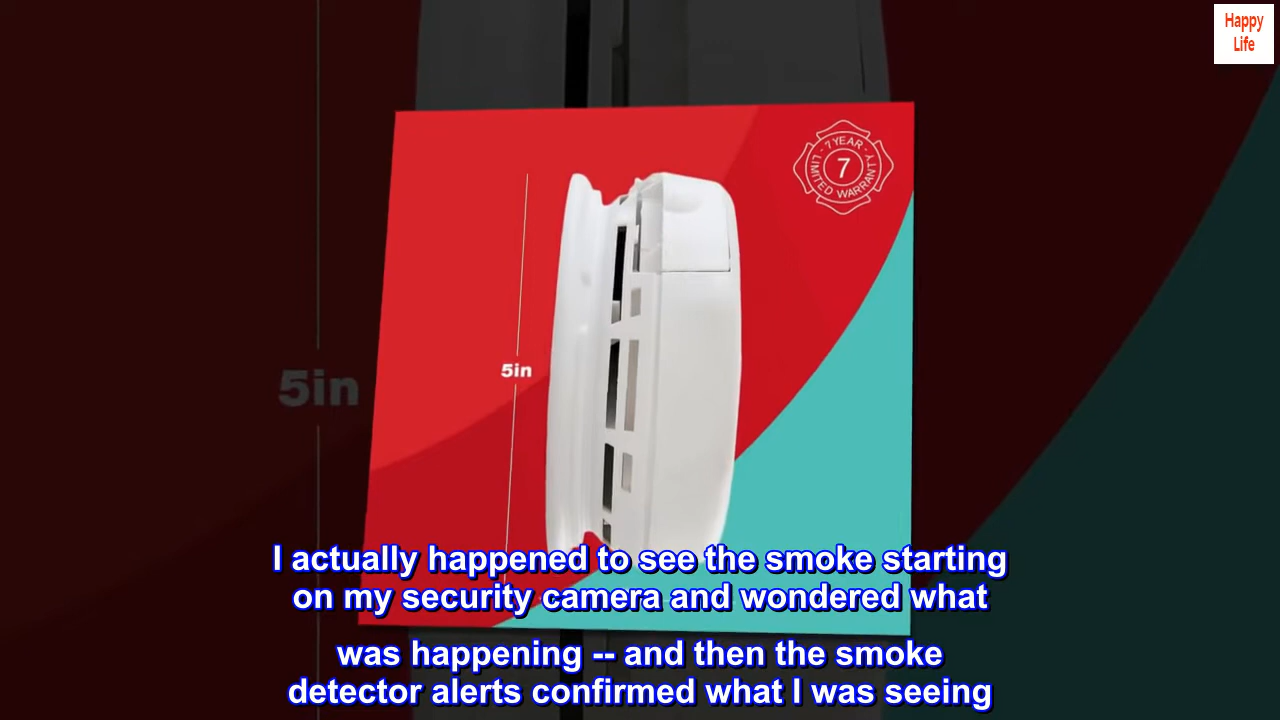 Happy
Life
7 YEAR
7
LIMITED WARRANTY
5in
5in
I actually happened to see the smoke starting
on my security camera and wondered what
was happening -- and then the smoke
detector alerts confirmed what I was seeing